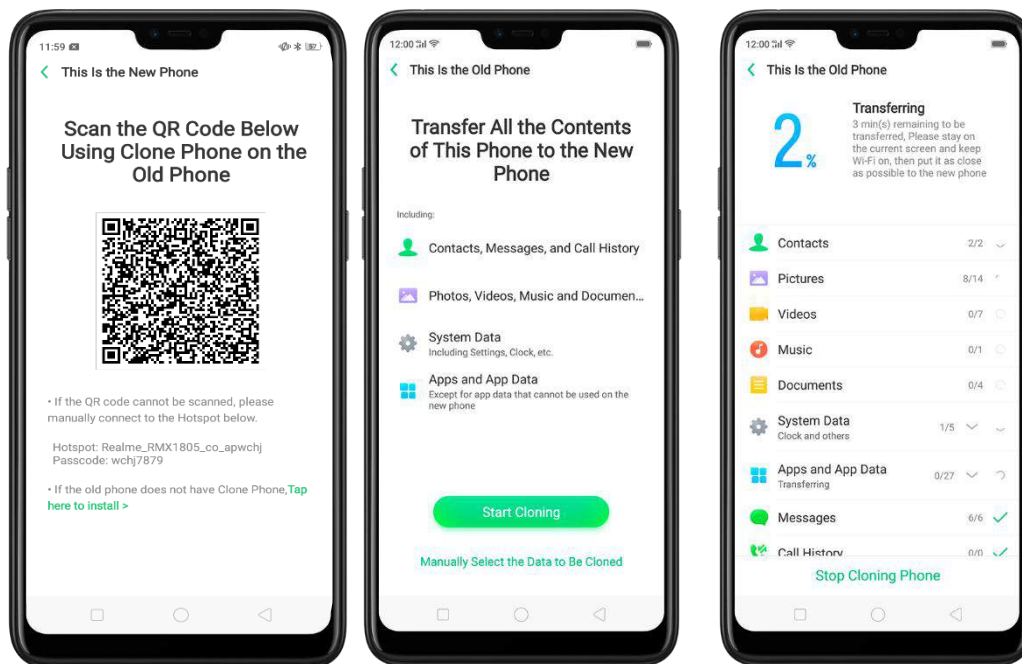 11:59
This Is the New Phone
Scan the QR Code Below
Using Clone Phone on the
Old Phone
• If the QR code cannot be scanned, please
manually connect to the Hotspot below.
Hotspot: Realme_RMX1805_co_apwchj
Passcode: wchj7879
• If the old phone does not have Clone Phone,Tap
here to install >
12:00
This Is the Old Phone
Transfer All the Contents
of This Phone to the New
Phone
Including:
Contacts, Messages, and Call History
Photos, Videos, Music and Documen...
System Data
Including Settings, Clock, etc.
Apps and App Data
Except for app data that cannot be used on the
new phone
Start Cloning
Manually Select the Data to Be Cloned
12:00
This Is the Old Phone
2%
Transferring
3 min(s) remaining to be
transferred, Please stay on
the current screen and keep
Wi-Fi on, then put it as close
as possible to the new phone
Contacts 2/2
Pictures 8/14
Videos 0/7
Music 0/1
Documents 0/4
System Data 1/5
Clock and others
Apps and App Data 0/27
Transferring
Messages 6/6
Call History 0/0
Stop Cloning Phone